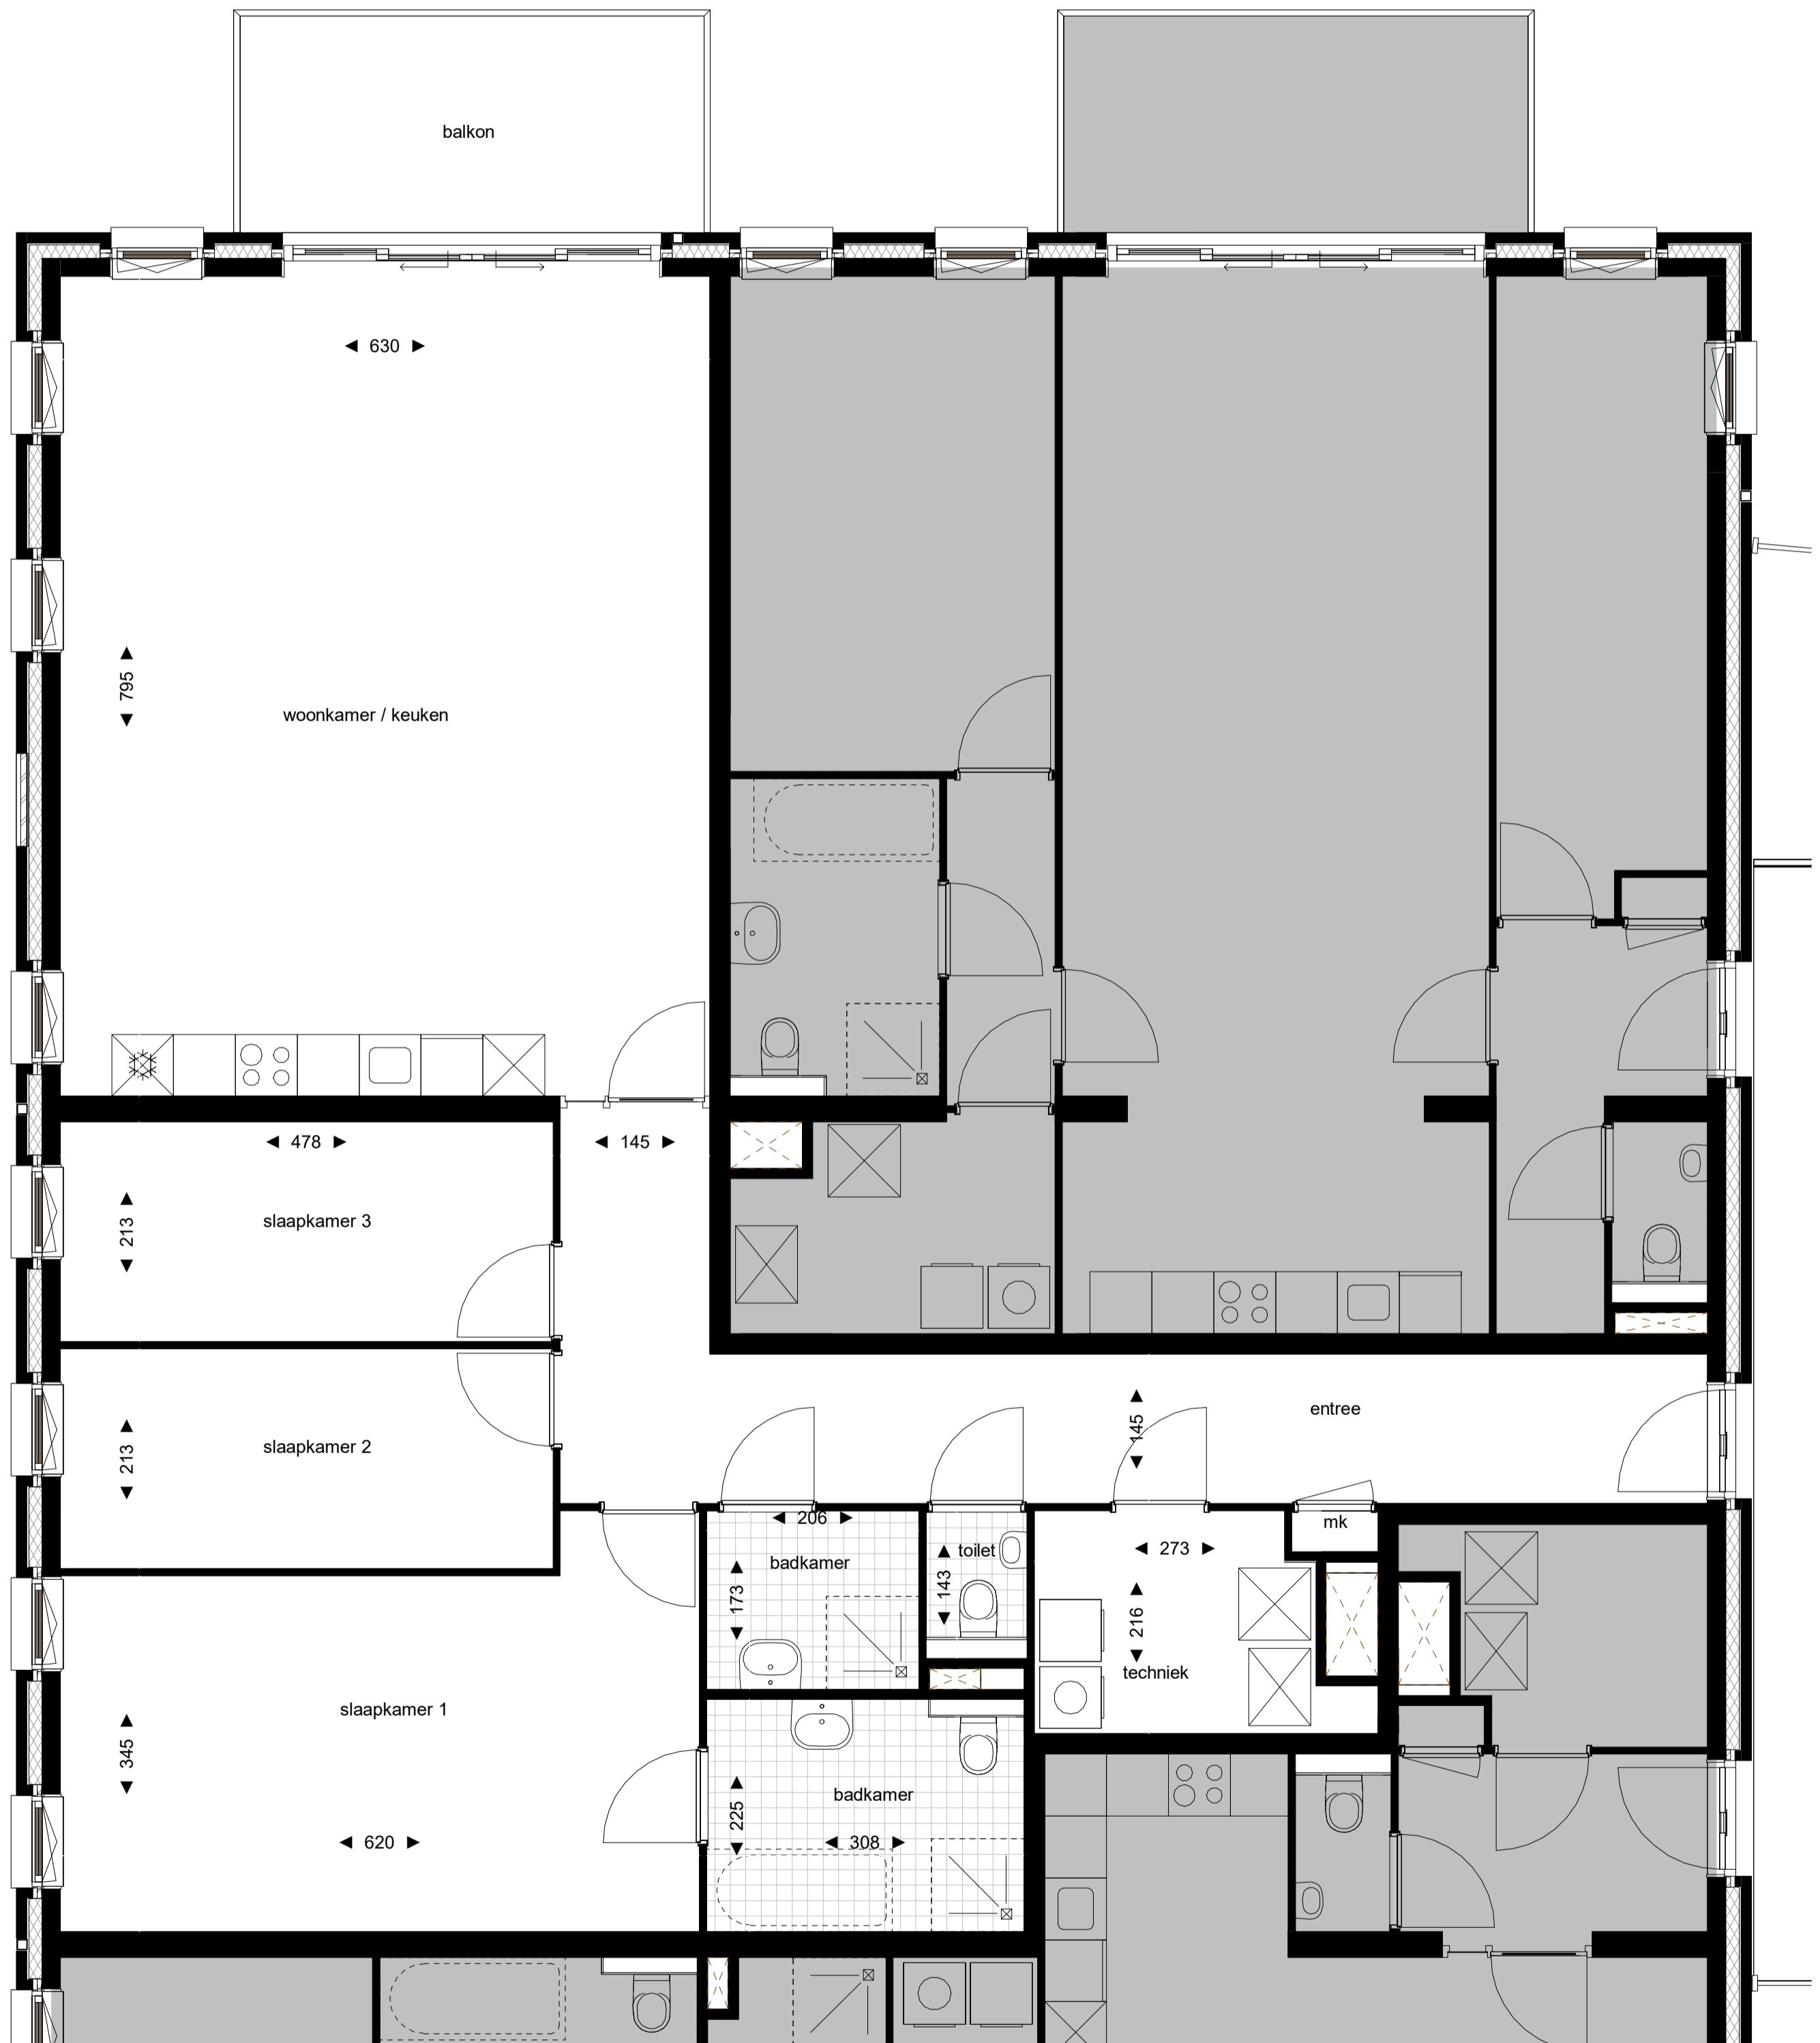 balkon
630
795
woonkamer / keuken
478
145
213
slaapkamer 3
145
entree
213
slaapkamer 2
206
mk
badkamer
toilet
273
173
143
216
techniek
slaapkamer 1
345
badkamer
225
620
308